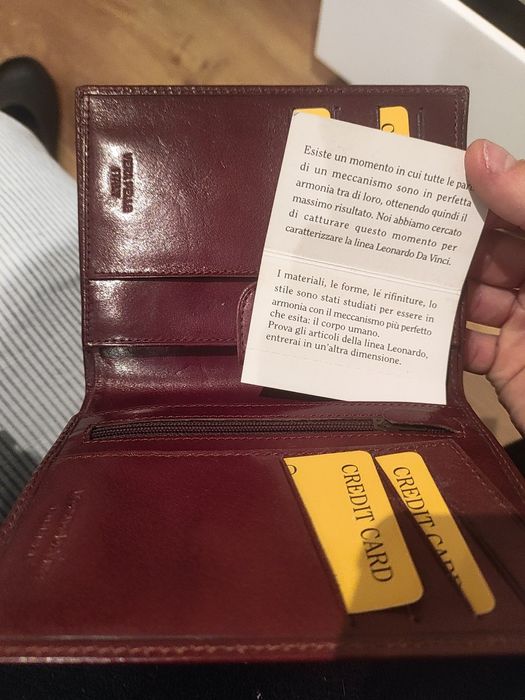 Esiste un momento in cui tutte le
di un meccanismo sono in perfetta
armonia tra di loro, ottenendo quindi il
massimo risultato. Noi abbiamo cercato
di catturare questo momento per
caratterizzare la linea Leonardo Da Vinci.
I materiali, le forme, le rifiniture, lo
stile sono stati studiati per essere in
armonia con il meccanismo più perfetto
che esita: il corpo umano.
Prova gli articoli della linea Leonardo,
entrerai in un'altra dimensione.
CREDIT CARD
CREDIT CARD